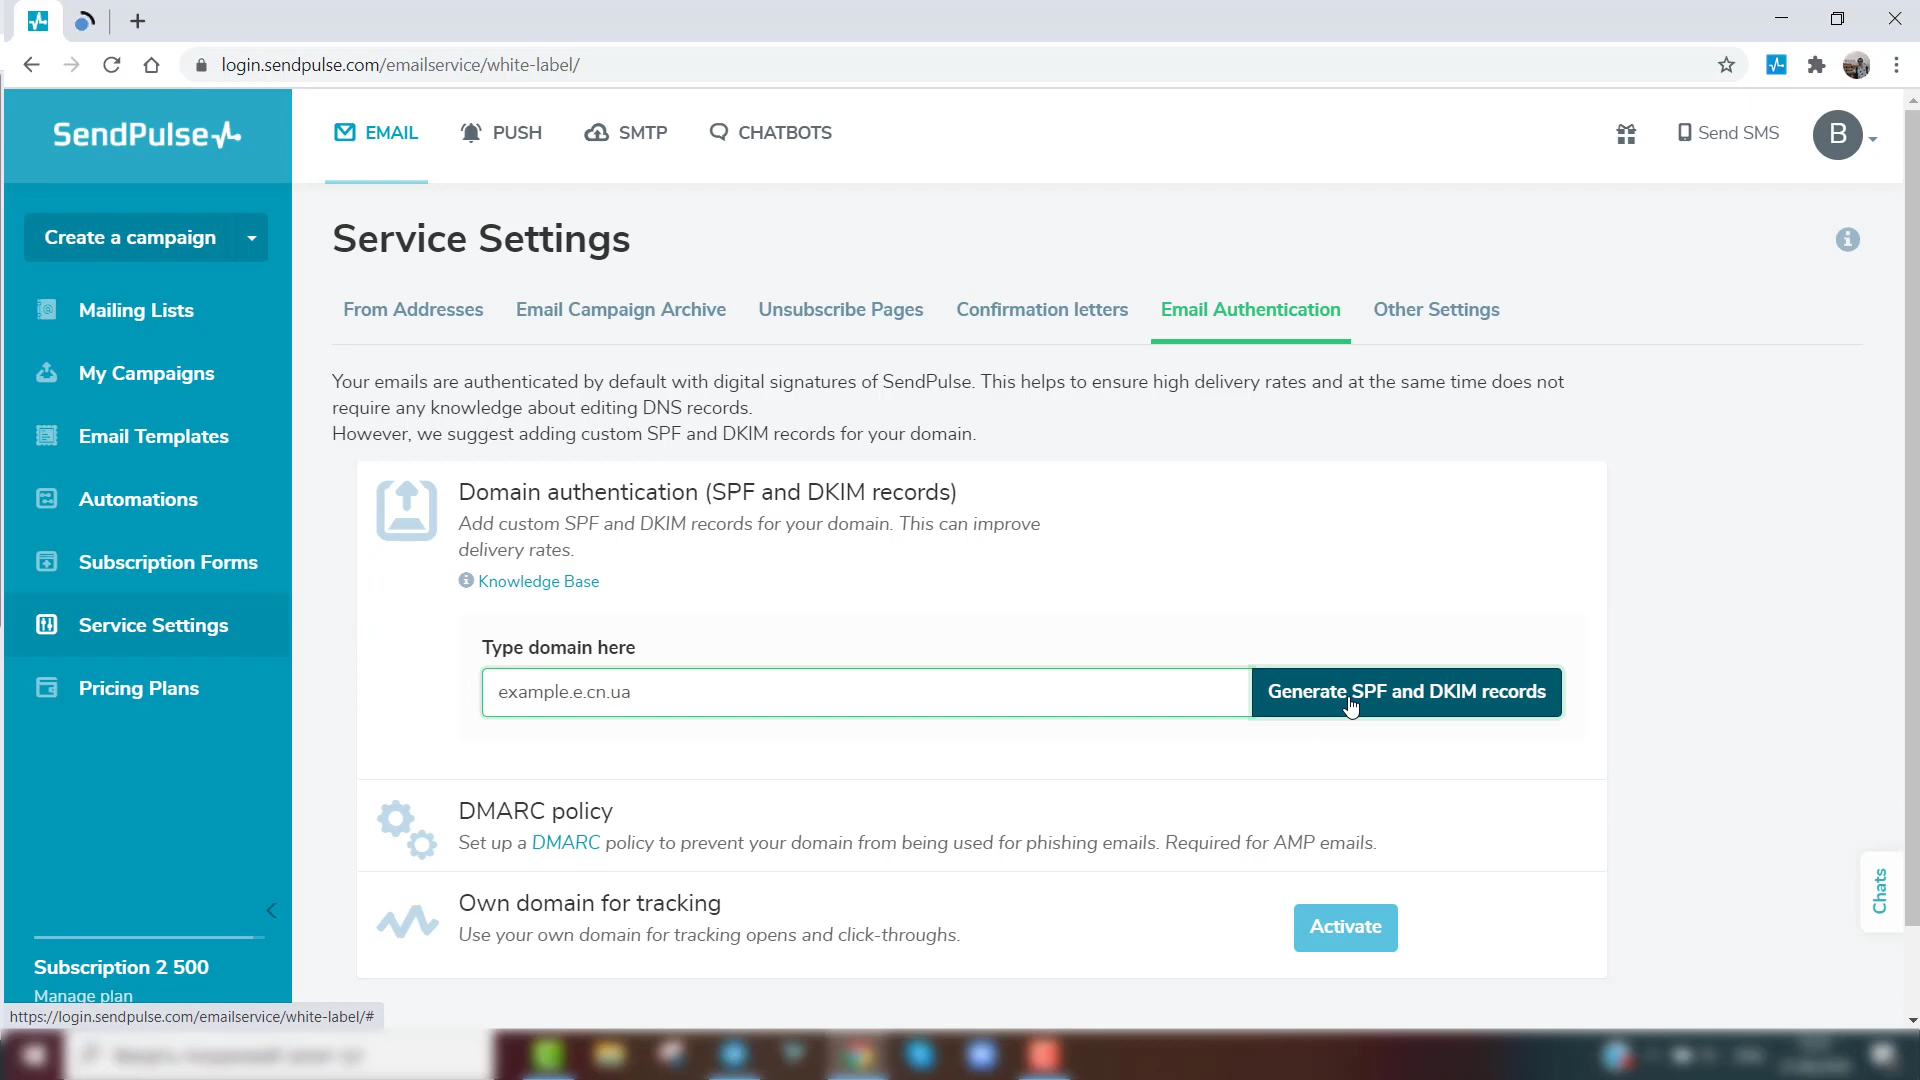 login.sendpulse.com/emailservice/white-label/
SendPulse
EMAIL
PUSH
SMTP
CHATBOTS
Send SMS
B
Create a campaign
Mailing Lists
My Campaigns
Email Templates
Automations
Subscription Forms
Service Settings
Pricing Plans
Subscription 2 500
Manage plan
Service Settings
From Addresses
Email Campaign Archive
Unsubscribe Pages
Confirmation letters
Email Authentication
Other Settings
Your emails are authenticated by default with digital signatures of SendPulse. This helps to ensure high delivery rates and at the same time does not
require any knowledge about editing DNS records.
However, we suggest adding custom SPF and DKIM records for your domain.
Domain authentication (SPF and DKIM records)
Add custom SPF and DKIM records for your domain. This can improve
delivery rates.
Knowledge Base
Type domain here
example.e.cn.ua
Generate SPF and DKIM records
DMARC policy
Set up a DMARC policy to prevent your domain from being used for phishing emails. Required for AMP emails.
Own domain for tracking
Use your own domain for tracking opens and click-throughs.
Activate
Chats
https://login.sendpulse.com/emailservice/white-label/#